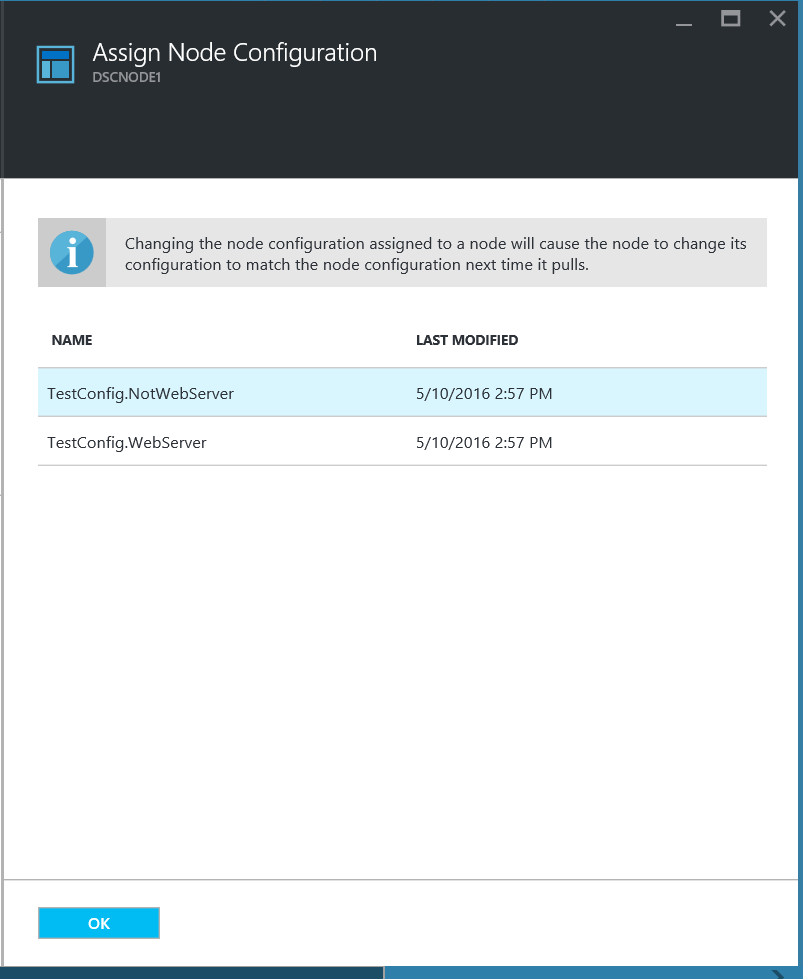 Assign Node Configuration
DSCNODE1
Changing the node configuration assigned to a node will cause the node to change its
configuration to match the node configuration next time it pulls.
NAME LAST MODIFIED
TestConfig.NotWebServer 5/10/2016 2:57 PM
TestConfig.WebServer 5/10/2016 2:57 PM
OK